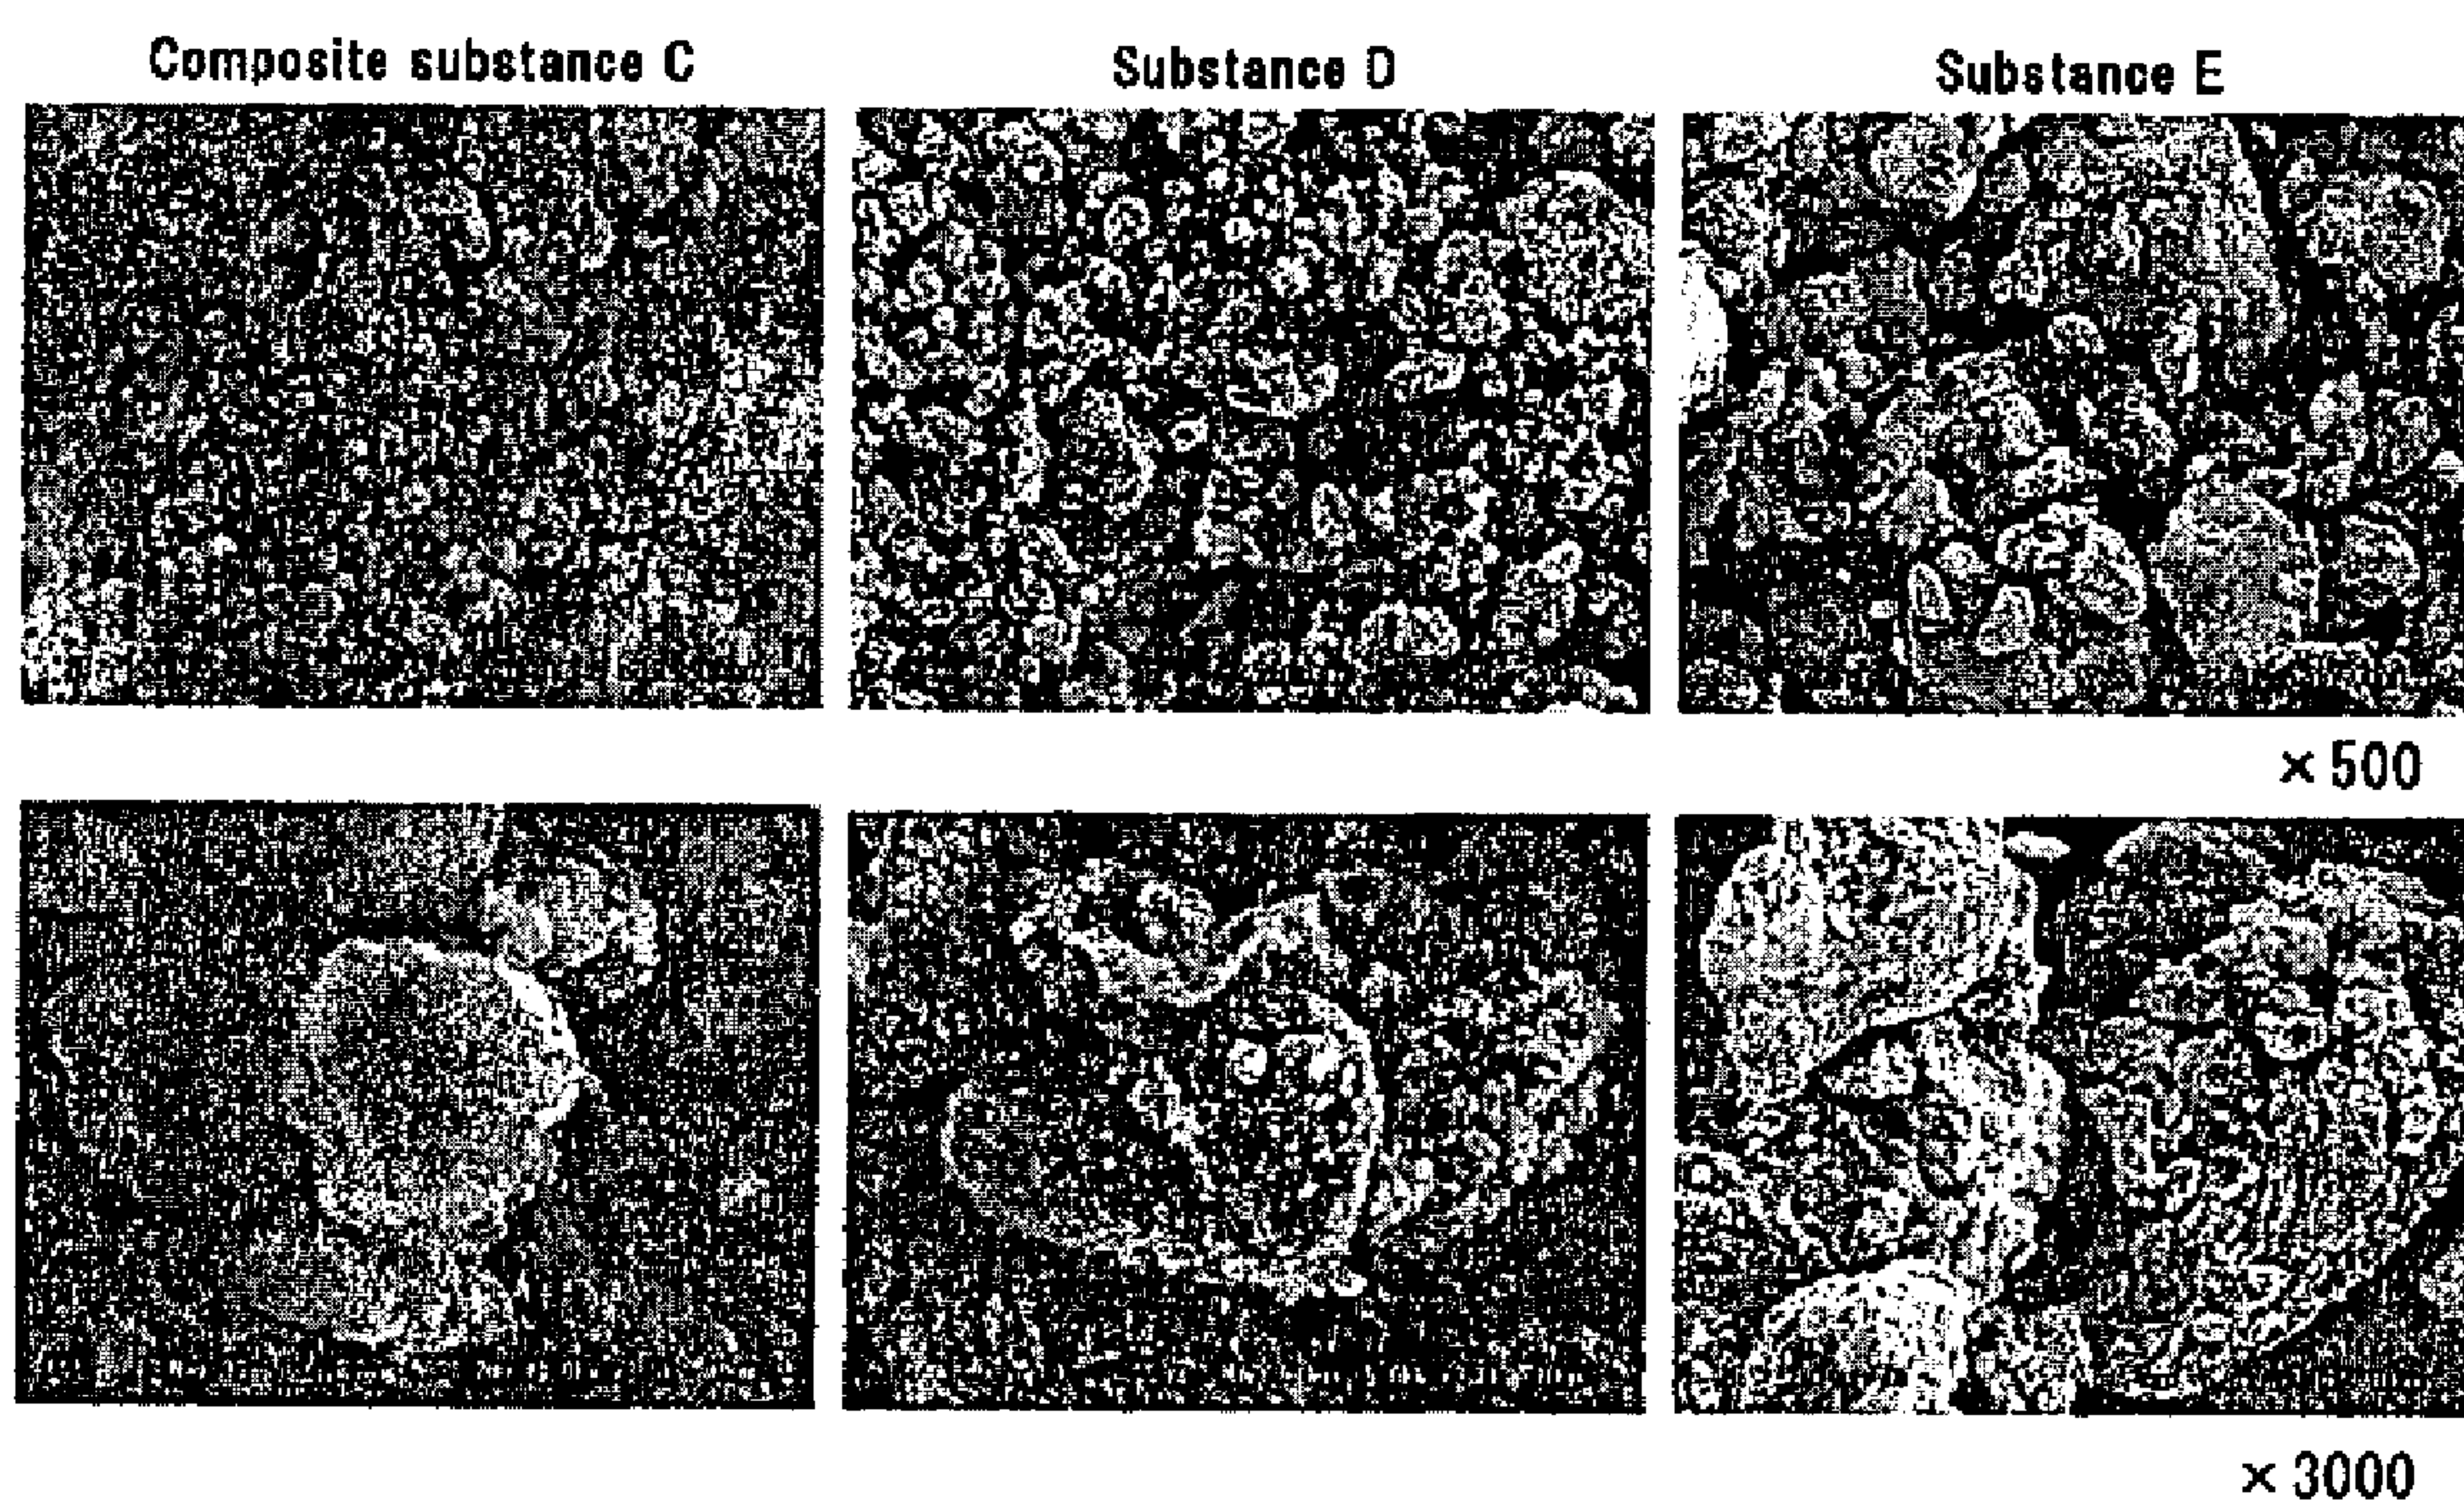 Composite substance C
Substance D
Substance E
× 500
× 3000